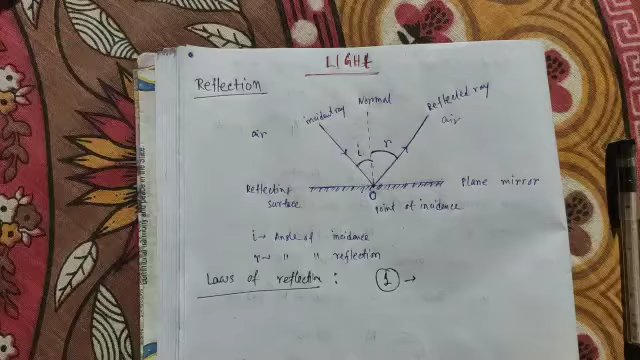 LIGHT
Reflection
Normal
incident ray
Reflected ray
air
air
i
r
Reflecting surface
Plane mirror
O
point of incidence
i → Angle of incidence
r → " " reflection
Laws of reflection : 1 →